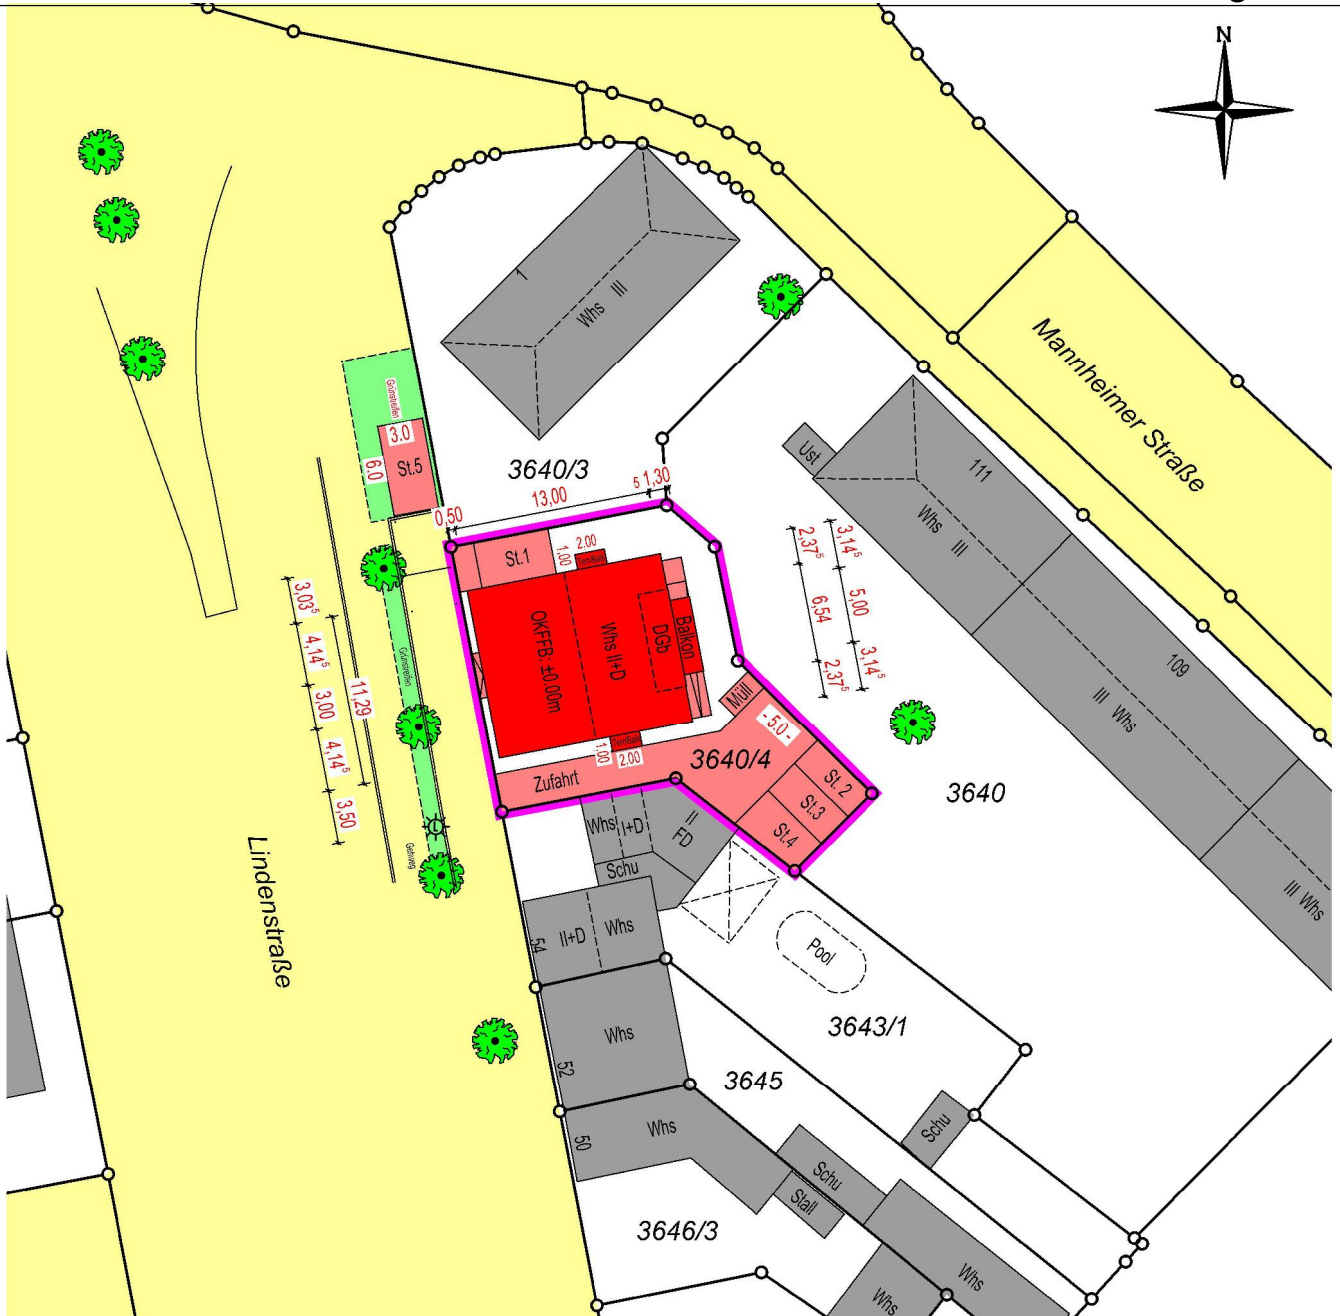 N
Mannheimer Straße
1
Whs III
Grünstreifen
3.0
6.0
St.5
3640/3
Ust
111
Whs III
109
III Whs
III Whs
0,50
13,00
5
1,30
St.1
1.00
2.00
OKFFB: ±0.00m
Whs II+D
DGb
Balkon
2,37⁵
6,54
2,37⁵
3,14⁵
5,00
3,14⁵
3,03⁵
4,14⁵
3,00
4,14⁵
3,50
11,29
Grünstreifen
Gehweg
L
Müll
- 5.0 -
1.00
2.00
3640/4
Zufahrt
St. 2
St.3
St.4
3640
Whs I+D
II
FD
Schu
Lindenstraße
54
II+D
Whs
Pool
3643/1
52
Whs
3645
50
Whs
Schu
Schu
Stall
3646/3
Whs
Whs